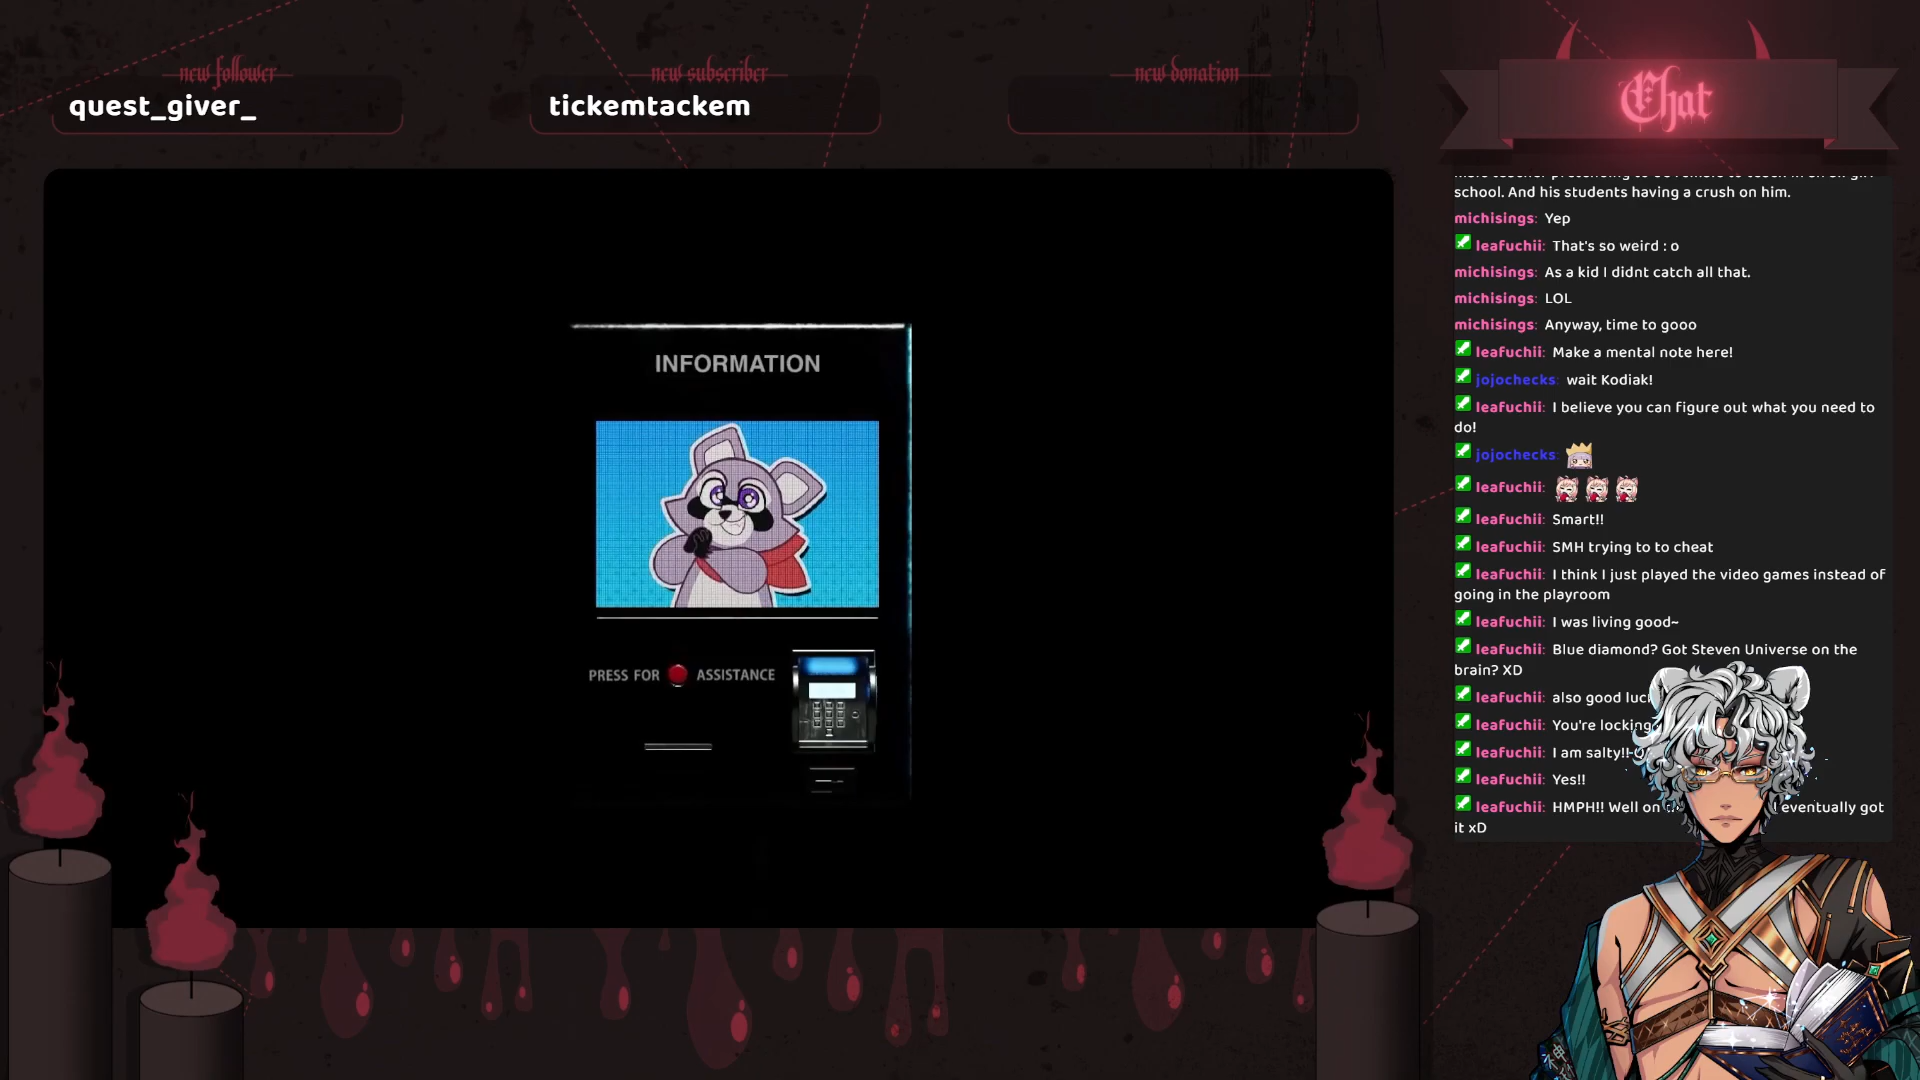 new follower
quest_giver_
new subscriber
tickemtackem
new donation
Chat
school. And his students having a crush on him.
michisings: Yep
leafuchii: That's so weird : o
michisings: As a kid I didnt catch all that.
michisings: LOL
michisings: Anyway, time to gooo
leafuchii: Make a mental note here!
jojochecks: wait Kodiak!
leafuchii: I believe you can figure out what you need to
do!
jojochecks:
leafuchii:
leafuchii: Smart!!
leafuchii: SMH trying to to cheat
leafuchii: I think I just played the video games instead of
going in the playroom
leafuchii: I was living good~
leafuchii: Blue diamond? Got Steven Universe on the
brain? XD
leafuchii: also good
leafuchii: You're locking
leafuchii: I am salty!!
leafuchii: Yes!!
leafuchii: HMPH!! Well on eventually got
it xD
INFORMATION
PRESS FOR ASSISTANCE